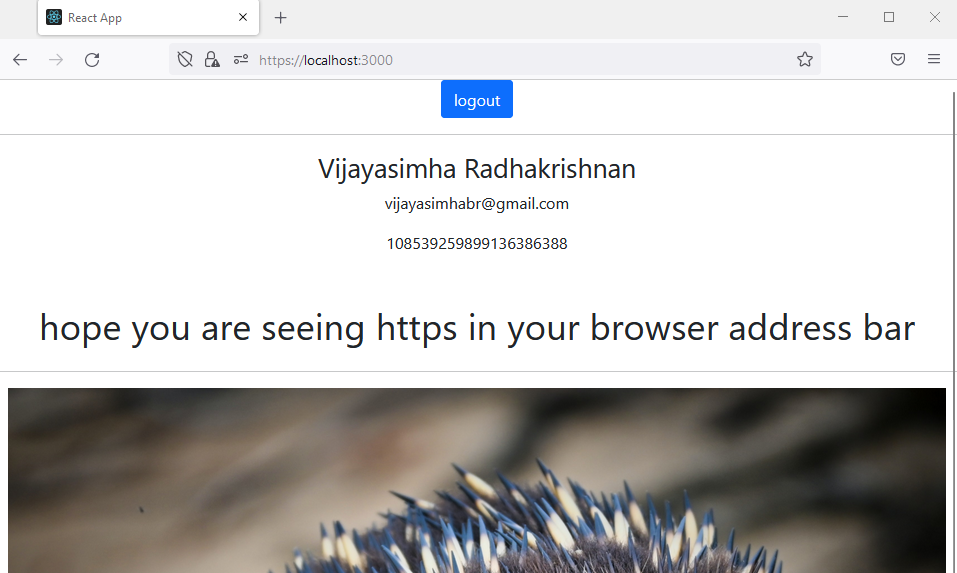 React App
https://localhost:3000
logout
Vijayasimha Radhakrishnan
vijayasimhabr@gmail.com
108539259899136386388
hope you are seeing https in your browser address bar